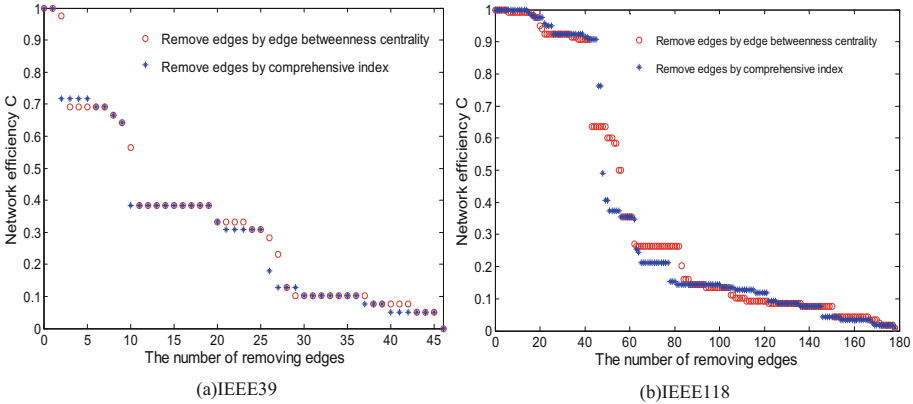 1
0.9
0.8
0.7
0.6
0.5
0.4
0.3
0.2
0.1
0
Network efficiency C
Remove edges by edge betweenness centrality
Remove edges by comprehensive index
0 5 10 15 20 25 30 35 40 45
The number of removing edges
(a)IEEE39
1
0.9
0.8
0.7
0.6
0.5
0.4
0.3
0.2
0.1
0
Network efficiency C
Remove edges by edge betweenness centrality
Remove edges by comprehensive index
0 20 40 60 80 100 120 140 160 180
The number of removing edges
(b)IEEE118